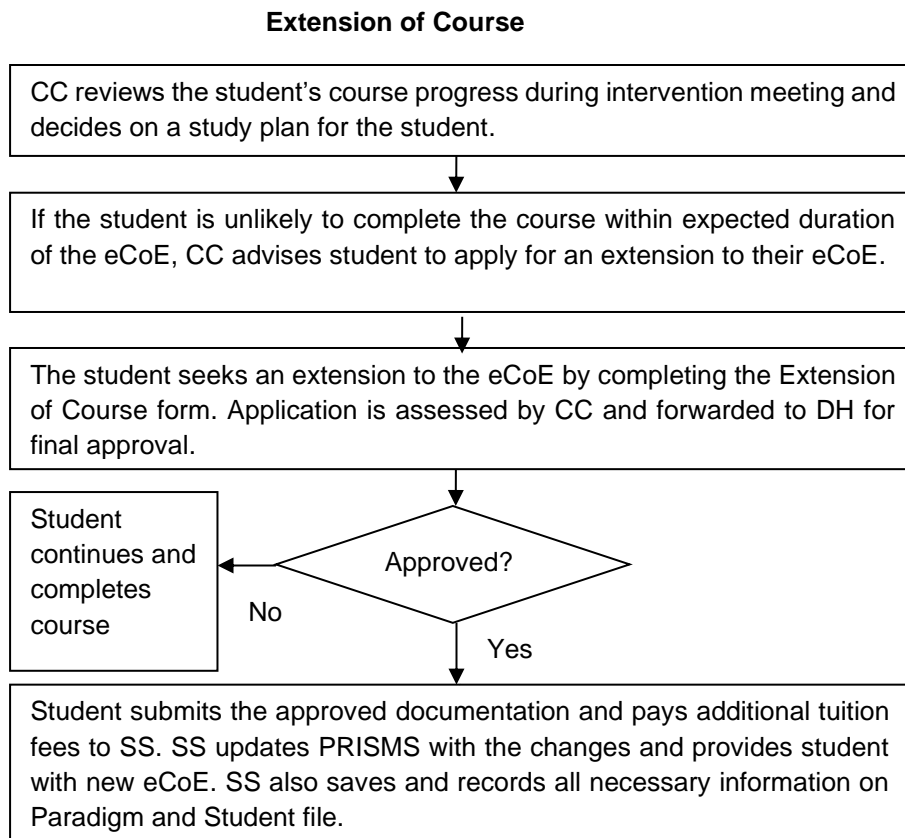 Extension of Course
CC reviews the student's course progress during intervention meeting and
decides on a study plan for the student.
If the student is unlikely to complete the course within expected duration
of the eCoE, CC advises student to apply for an extension to their eCoE.
The student seeks an extension to the eCoE by completing the Extension
of Course form. Application is assessed by CC and forwarded to DH for
final approval.
Student
continues and
completes
course
Approved?
No
Yes
Student submits the approved documentation and pays additional tuition
fees to SS. SS updates PRISMS with the changes and provides student
with new eCoE. SS also saves and records all necessary information on
Paradigm and Student file.